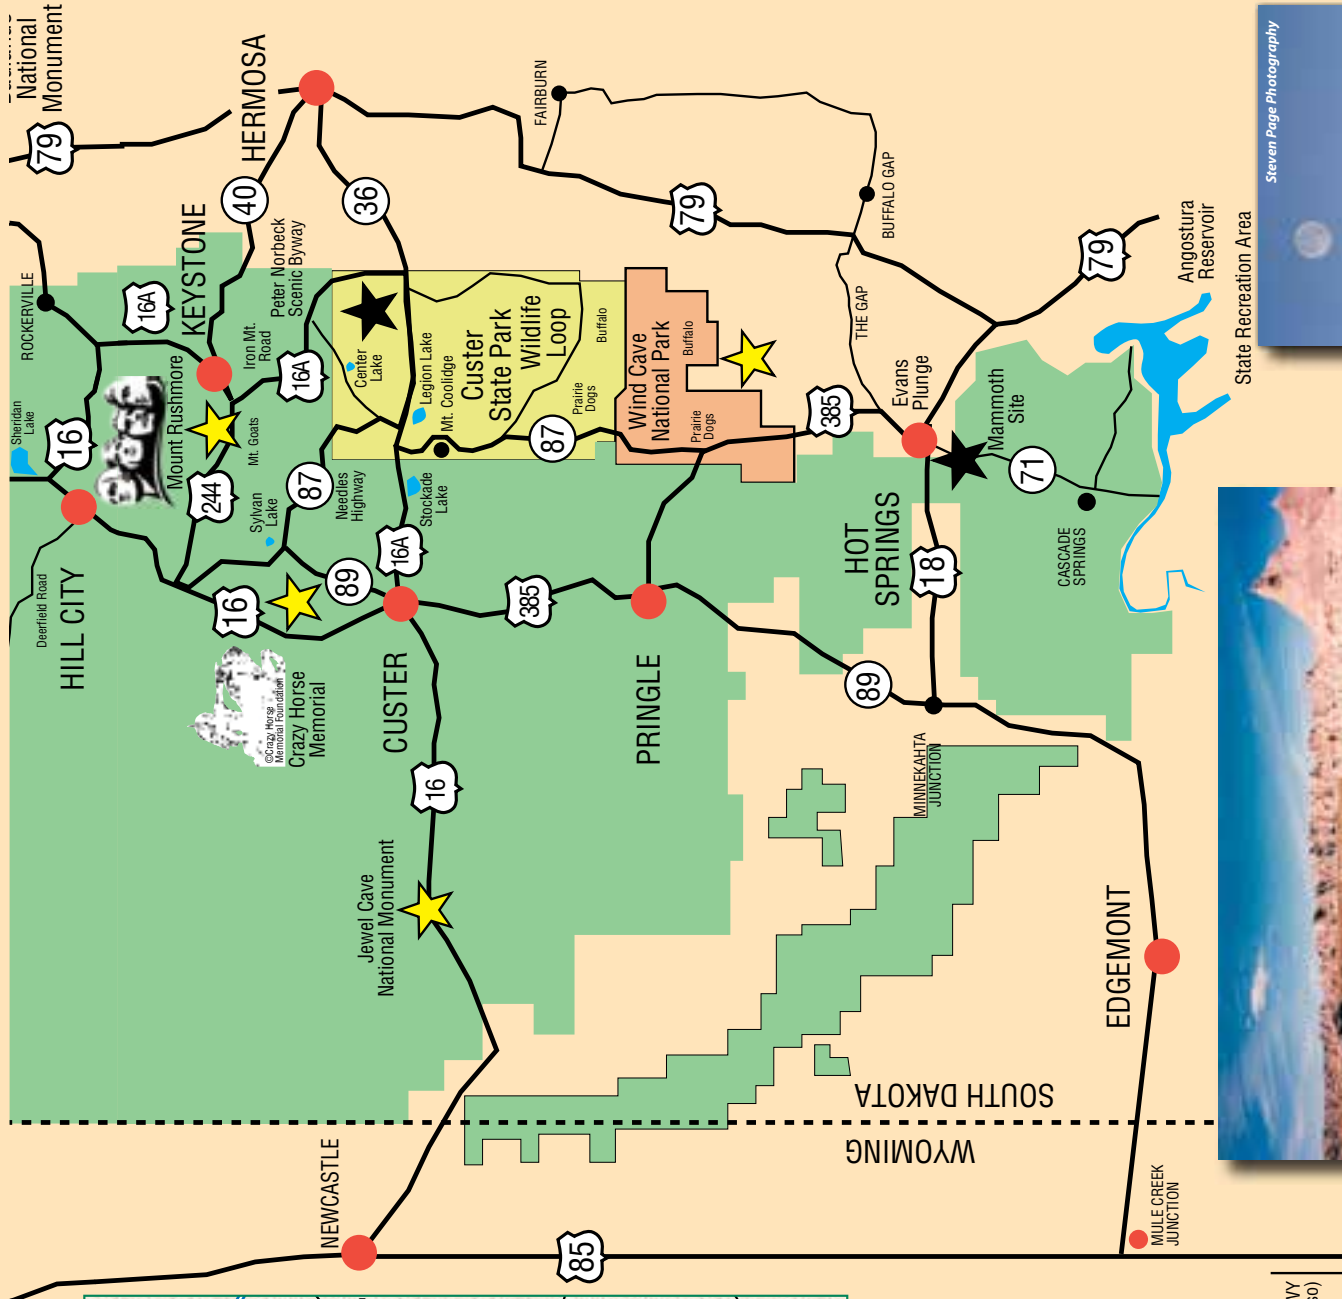 National
Monument
79
HERMOSA
40
36
KEYSTONE
Peter Norbeck
Scenic Byway
ROCKERVILLE
16A
Iron Mt.
Road
16A
Sheridan
Lake
16
Mount Rushmore
Mt. Goats
244
HILL CITY
Deerfield Road
Sylvan
Lake
87
Needles
Highway
16
89
©Crazy Horse
Memorial Foundation
Crazy Horse
Memorial
Center
Lake
Legion Lake
Mt. Coolidge
Custer
State Park
Wildlife
Loop
Buffalo
Prairie
Dogs
87
Stockade
Lake
16A
CUSTER
385
16
Jewel Cave
National Monument
PRINGLE
Wind Cave
National Park
Buffalo
Prairie
Dogs
385
FAIRBURN
79
BUFFALO GAP
THE GAP
Evans
Plunge
79
Angostura
Reservoir
State Recreation Area
Mammoth
Site
71
CASCADE
SPRINGS
HOT
SPRINGS
18
89
MINNEKAHTA
JUNCTION
EDGEMONT
SOUTH DAKOTA
WYOMING
NEWCASTLE
85
MULE CREEK
JUNCTION
Steven Page Photography